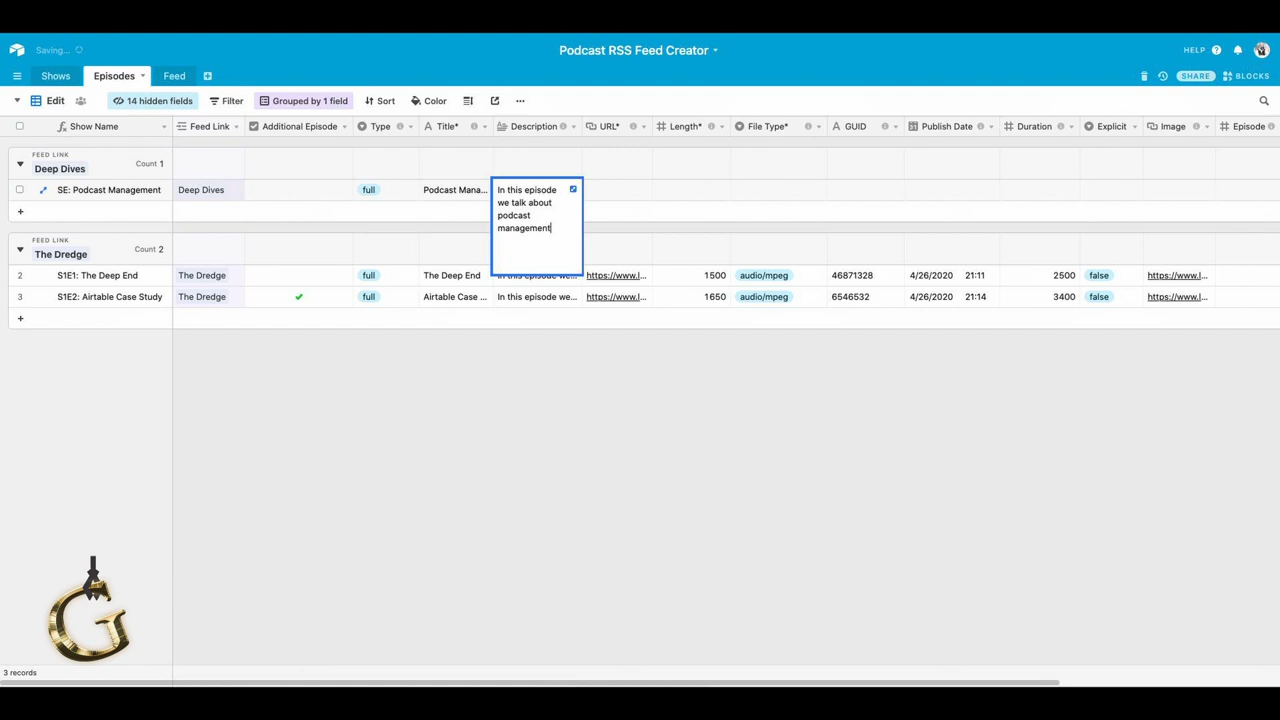 Saving...
Podcast RSS Feed Creator
HELP
Shows
Episodes
Feed
SHARE
BLOCKS
Edit
14 hidden fields
Filter
Grouped by 1 field
Sort
Color
Show Name
Feed Link
Additional Episode
Type
Title*
Description
URL*
Length*
File Type*
GUID
Publish Date
Duration
Explicit
Image
Episode
FEED LINK
Deep Dives
Count 1
SE: Podcast Management
Deep Dives
full
Podcast Mana...
In this episode
we talk about
podcast
management
FEED LINK
The Dredge
Count 2
2 S1E1: The Deep End The Dredge full The Deep End In this episode we... https://www.l... 1500 audio/mpeg 46871328 4/26/2020 21:11 2500 false https://www.l...
3 S1E2: Airtable Case Study The Dredge full Airtable Case ... In this episode we... https://www.l... 1650 audio/mpeg 6546532 4/26/2020 21:14 3400 false https://www.l...
G
3 records